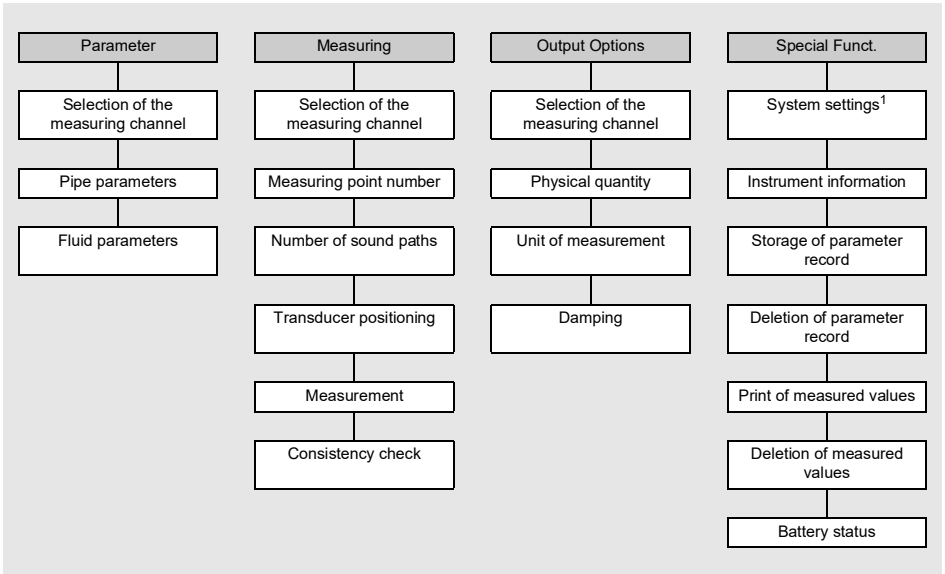 Parameter
Selection of the
measuring channel
Pipe parameters
Fluid parameters
Measuring
Selection of the
measuring channel
Measuring point number
Number of sound paths
Transducer positioning
Measurement
Consistency check
Output Options
Selection of the
measuring channel
Physical quantity
Unit of measurement
Damping
Special Funct.
System settings¹
Instrument information
Storage of parameter
record
Deletion of parameter
record
Print of measured values
Deletion of measured
values
Battery status